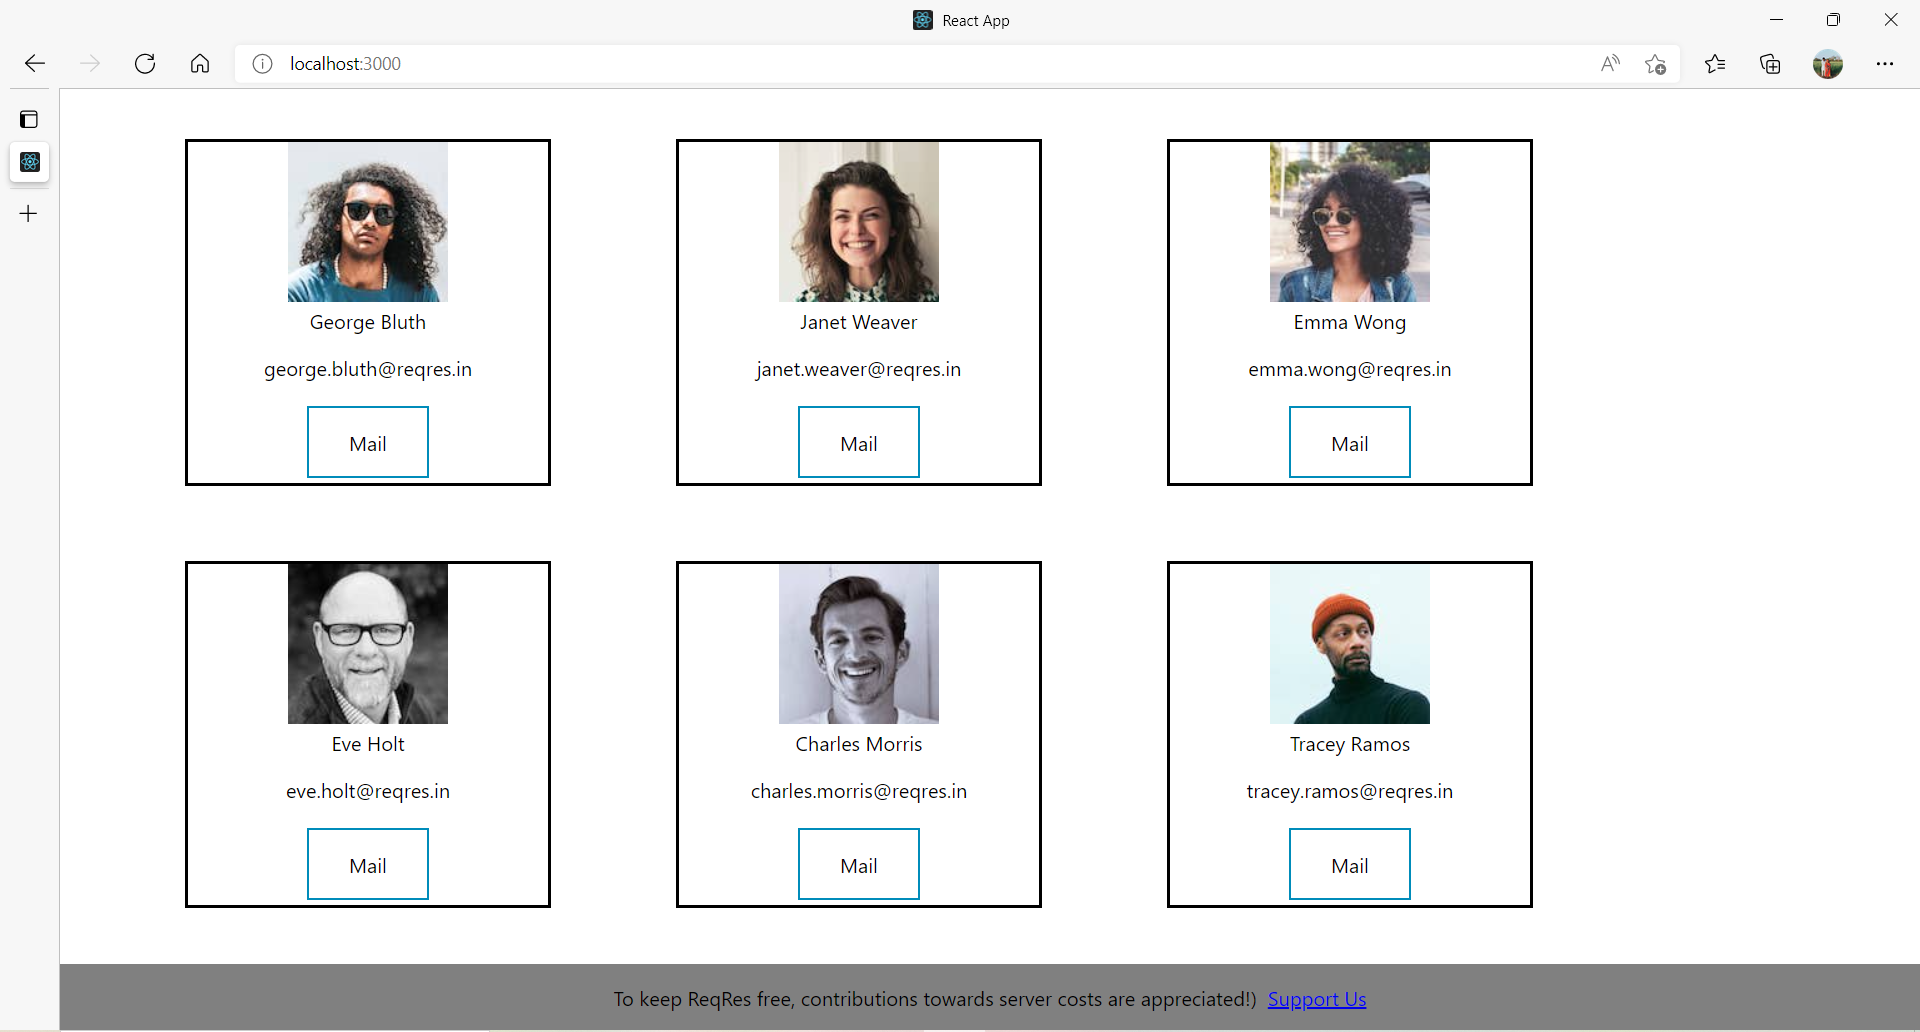 React App
localhost:3000
George Bluth
george.bluth@reqres.in
Mail
Janet Weaver
janet.weaver@reqres.in
Mail
Emma Wong
emma.wong@reqres.in
Mail
Eve Holt
eve.holt@reqres.in
Mail
Charles Morris
charles.morris@reqres.in
Mail
Tracey Ramos
tracey.ramos@reqres.in
Mail
To keep ReqRes free, contributions towards server costs are appreciated!) Support Us